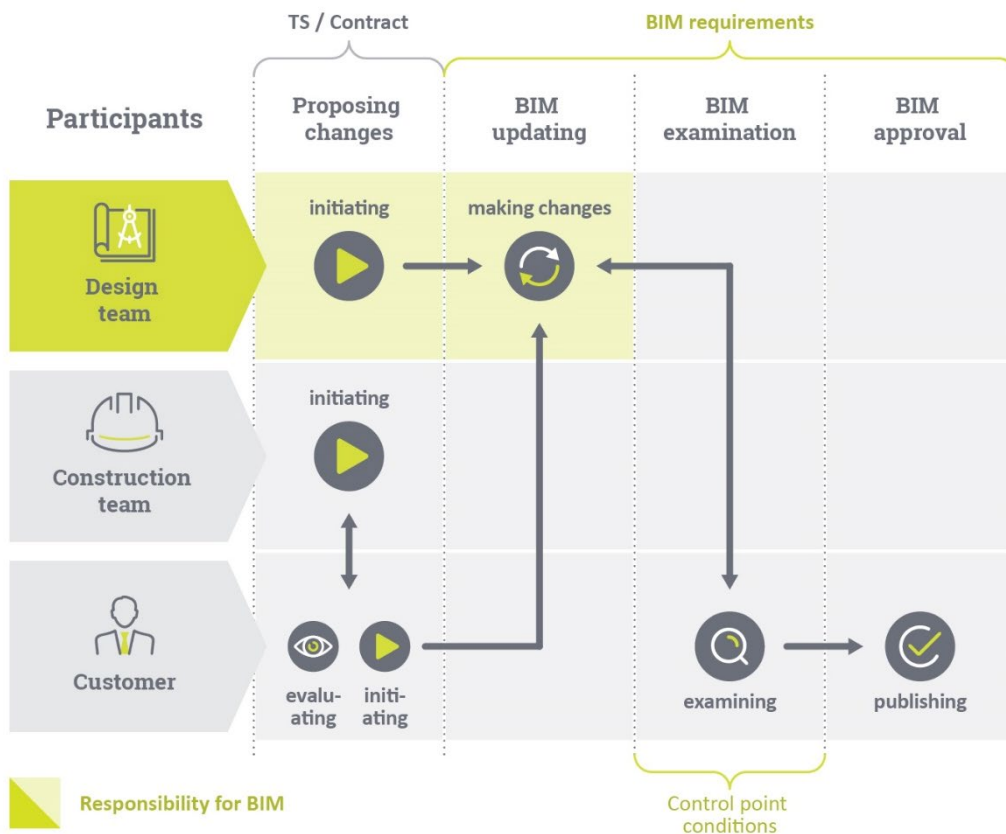 TS / Contract
BIM requirements
Participants
Proposing
changes
BIM
updating
BIM
examination
BIM
approval
initiating
making changes
Design
team
initiating
Construction
team
Customer
evalu-
ating
initi-
ating
examining
publishing
Responsibility for BIM
Control point
conditions